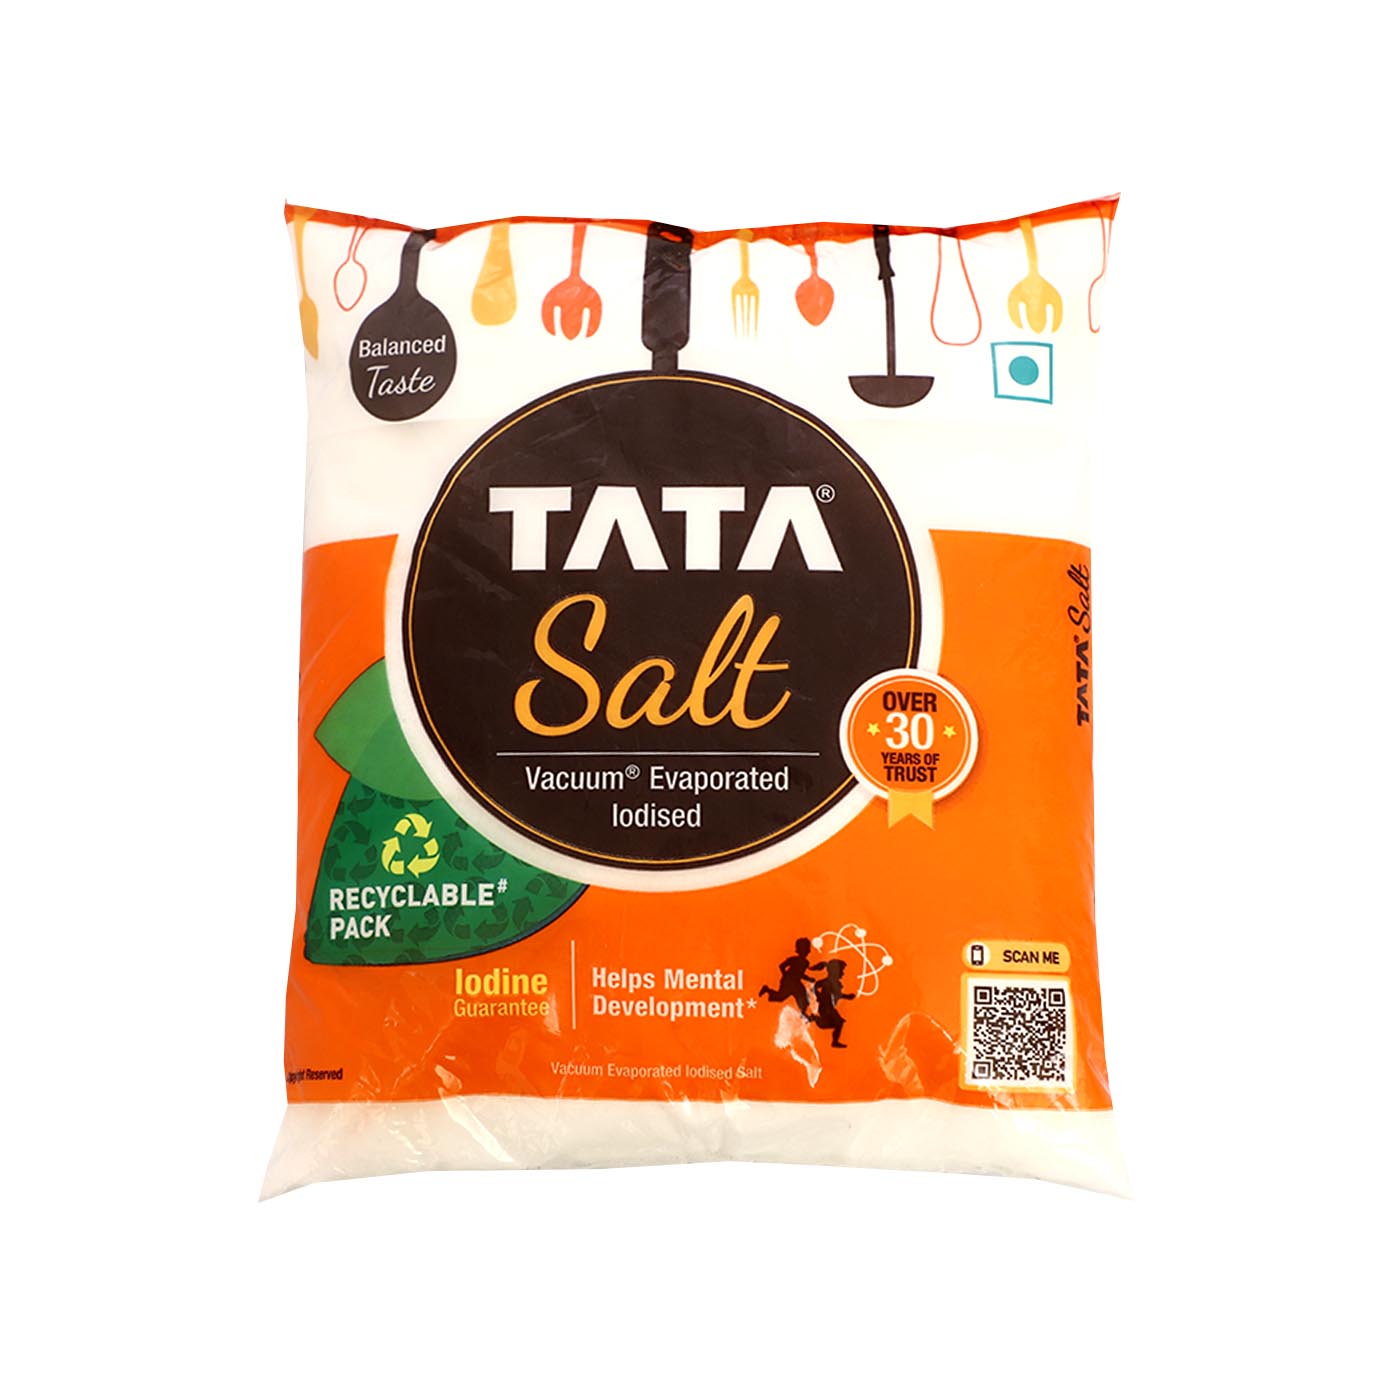 Balanced
Taste
TATA®
Salt
Vacuum® Evaporated
Iodised
OVER
30
YEARS OF
TRUST
TATA® Salt
RECYCLABLE#
PACK
Iodine
Guarantee
Helps Mental
Development*
SCAN ME
Vacuum Evaporated Iodised Salt
Reserved